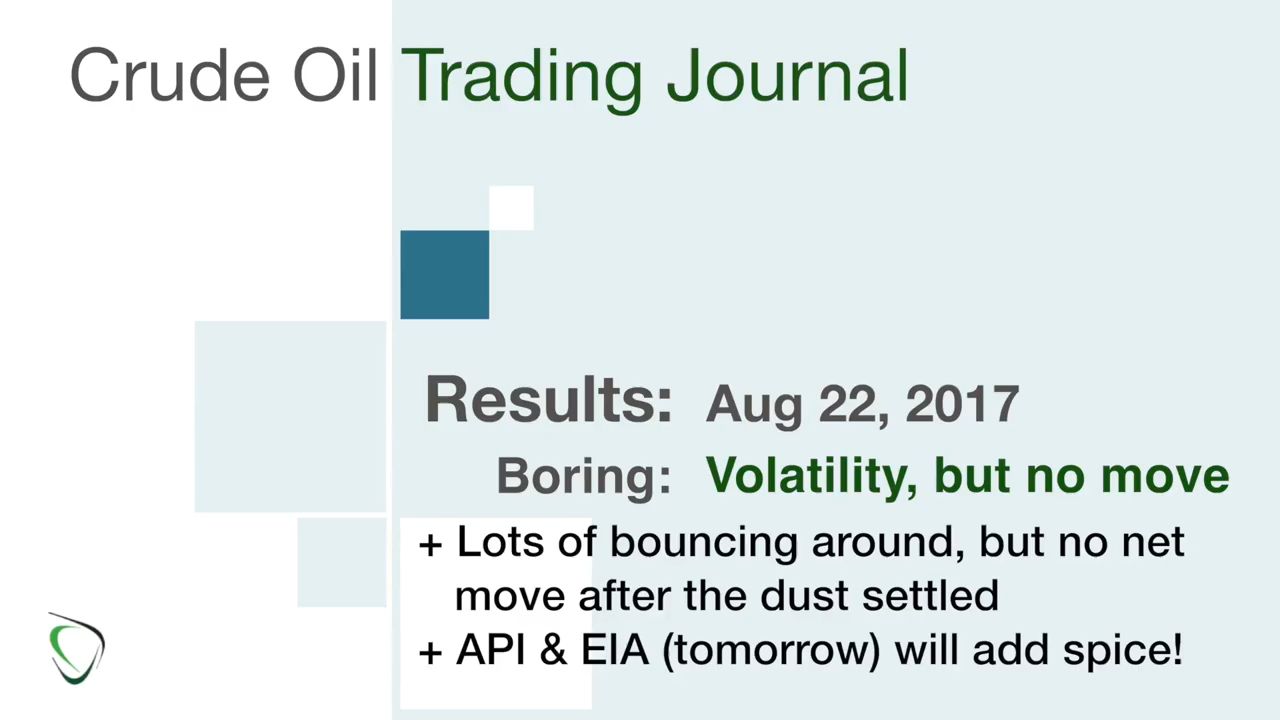 Crude Oil Trading Journal
Results: Aug 22, 2017
Boring: Volatility, but no move
+ Lots of bouncing around, but no net
move after the dust settled
+ API & EIA (tomorrow) will add spice!